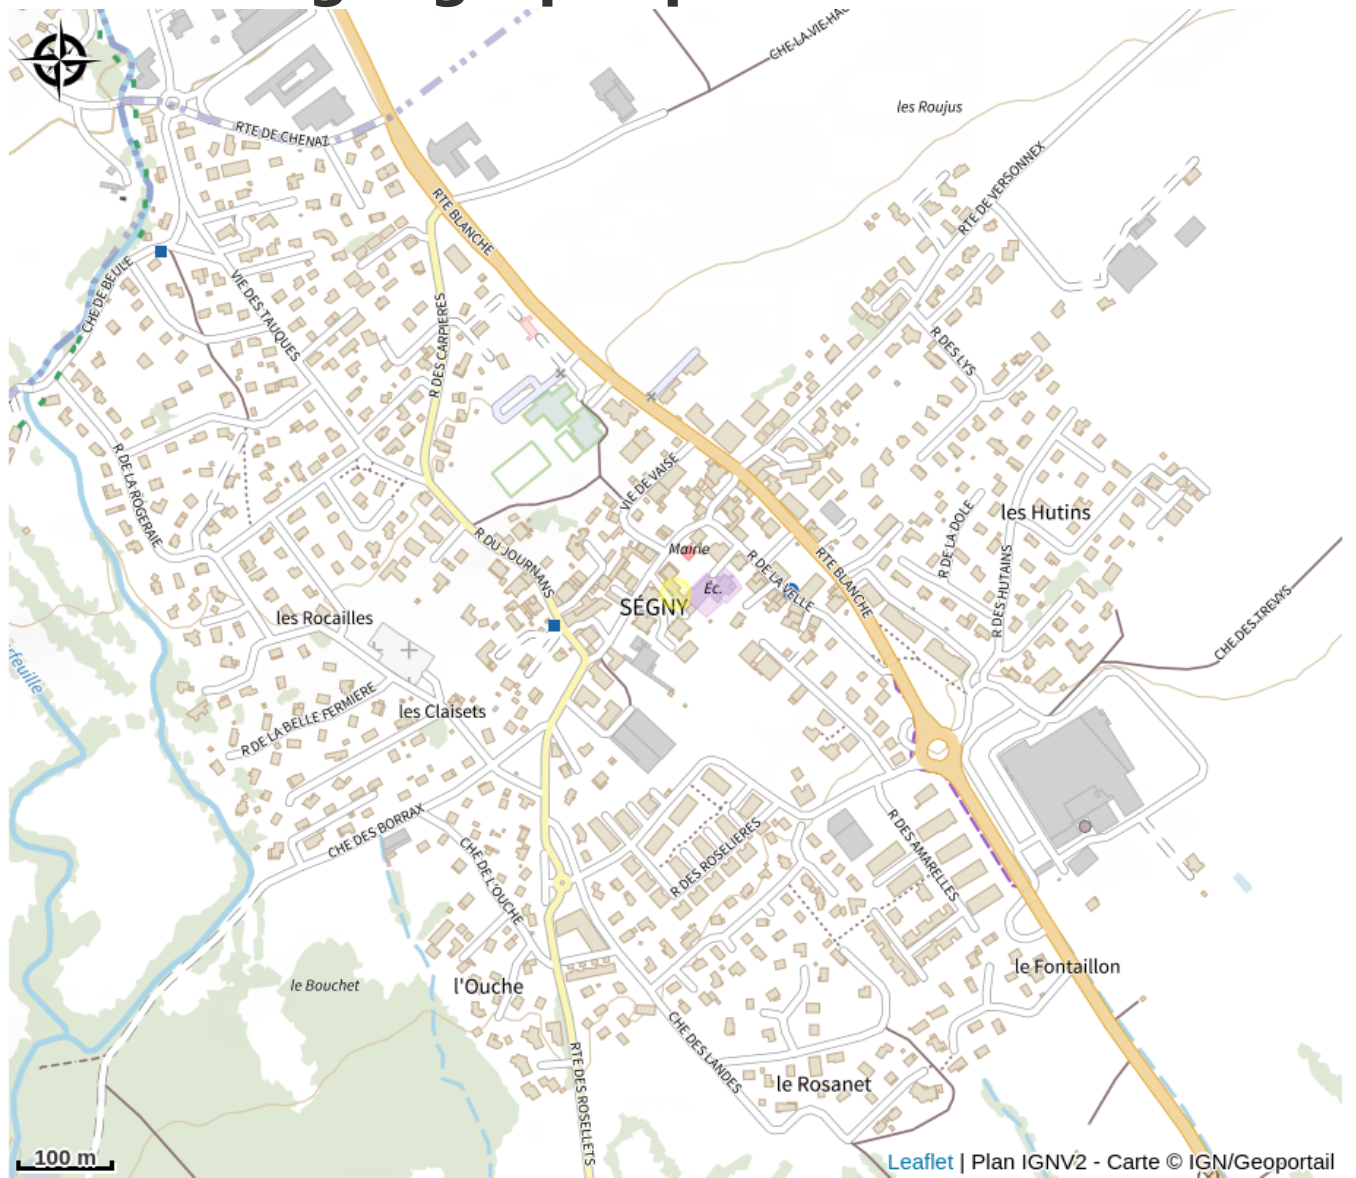 CHE-LA-VIE-HAU
les Roujus
RTE DE CHENAZ
RTE DE VERSONNEX
RTE BLANCHE
CHE DE BEULE
VIE DES TAUQUES
R DES CARPIERES
R DES LYS
R DE LA ROGERAIE
VIE DE VAISE
R DE LA DOLE
les Hutins
R DU JOURNANS
Mairie
R DE LA VELLE
RTE BLANCHE
R DES HUTAINS
Éc.
SÉGNY
les Rocailles
CHE DES TREVYS
rfeuille
R DE LA BELLE FERMIERE
les Claisets
CHE DES BORRAX
R DES ROSELIERES
R DES AMARELLES
CHE DE L'OUCHE
le Fontaillon
le Bouchet
l'Ouche
CHE DES LANDES
RTE DES ROSELLETS
le Rosanet
100 m
Leaflet | Plan IGNV2 - Carte © IGN/Geoportail